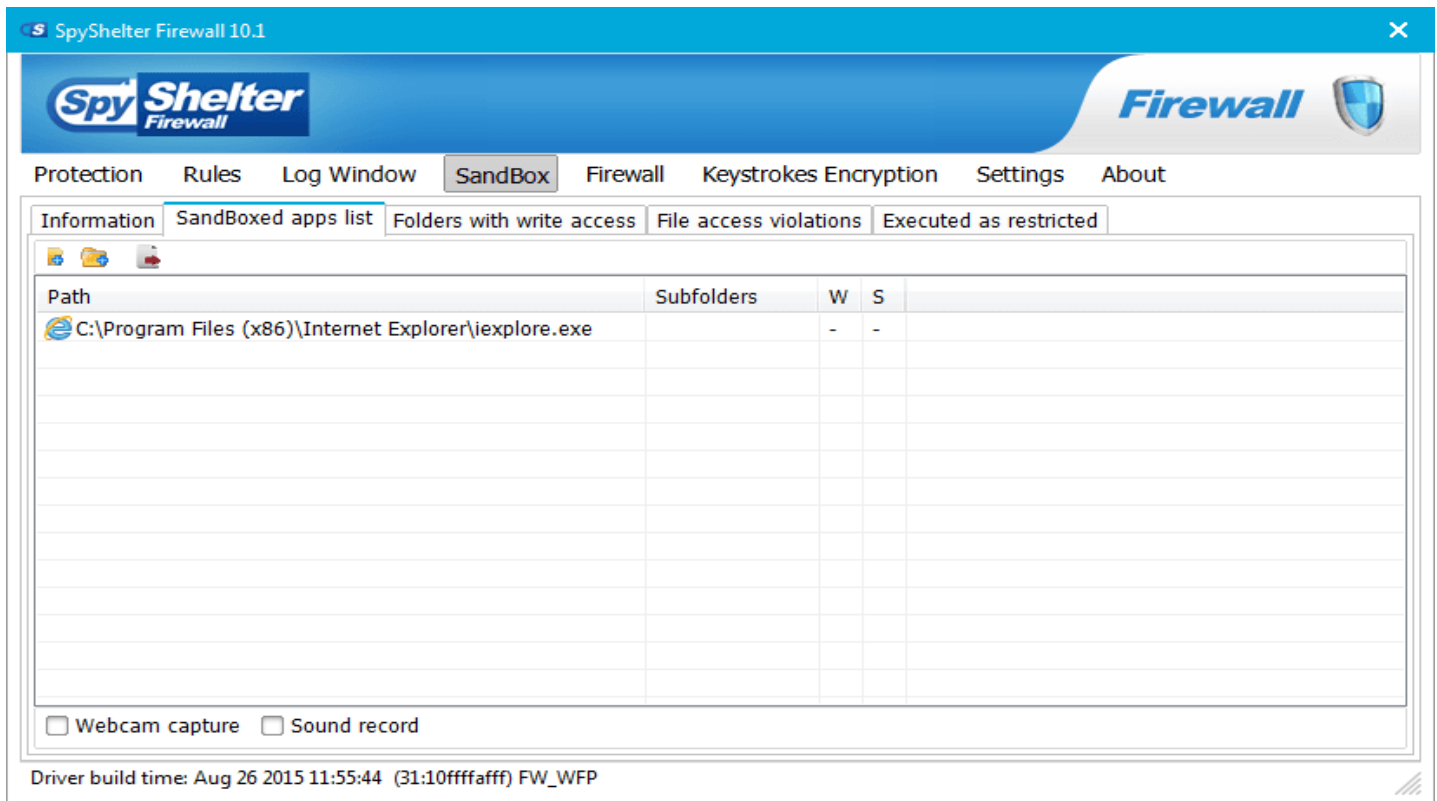 SpyShelter Firewall 10.1
Spy Shelter Firewall Firewall
Protection Rules Log Window SandBox Firewall Keystrokes Encryption Settings About
Information SandBoxed apps list Folders with write access File access violations Executed as restricted
Path Subfolders W S
C:\Program Files (x86)\Internet Explorer\iexplore.exe - -
Webcam capture Sound record
Driver build time: Aug 26 2015 11:55:44 (31:10ffffafff) FW_WFP